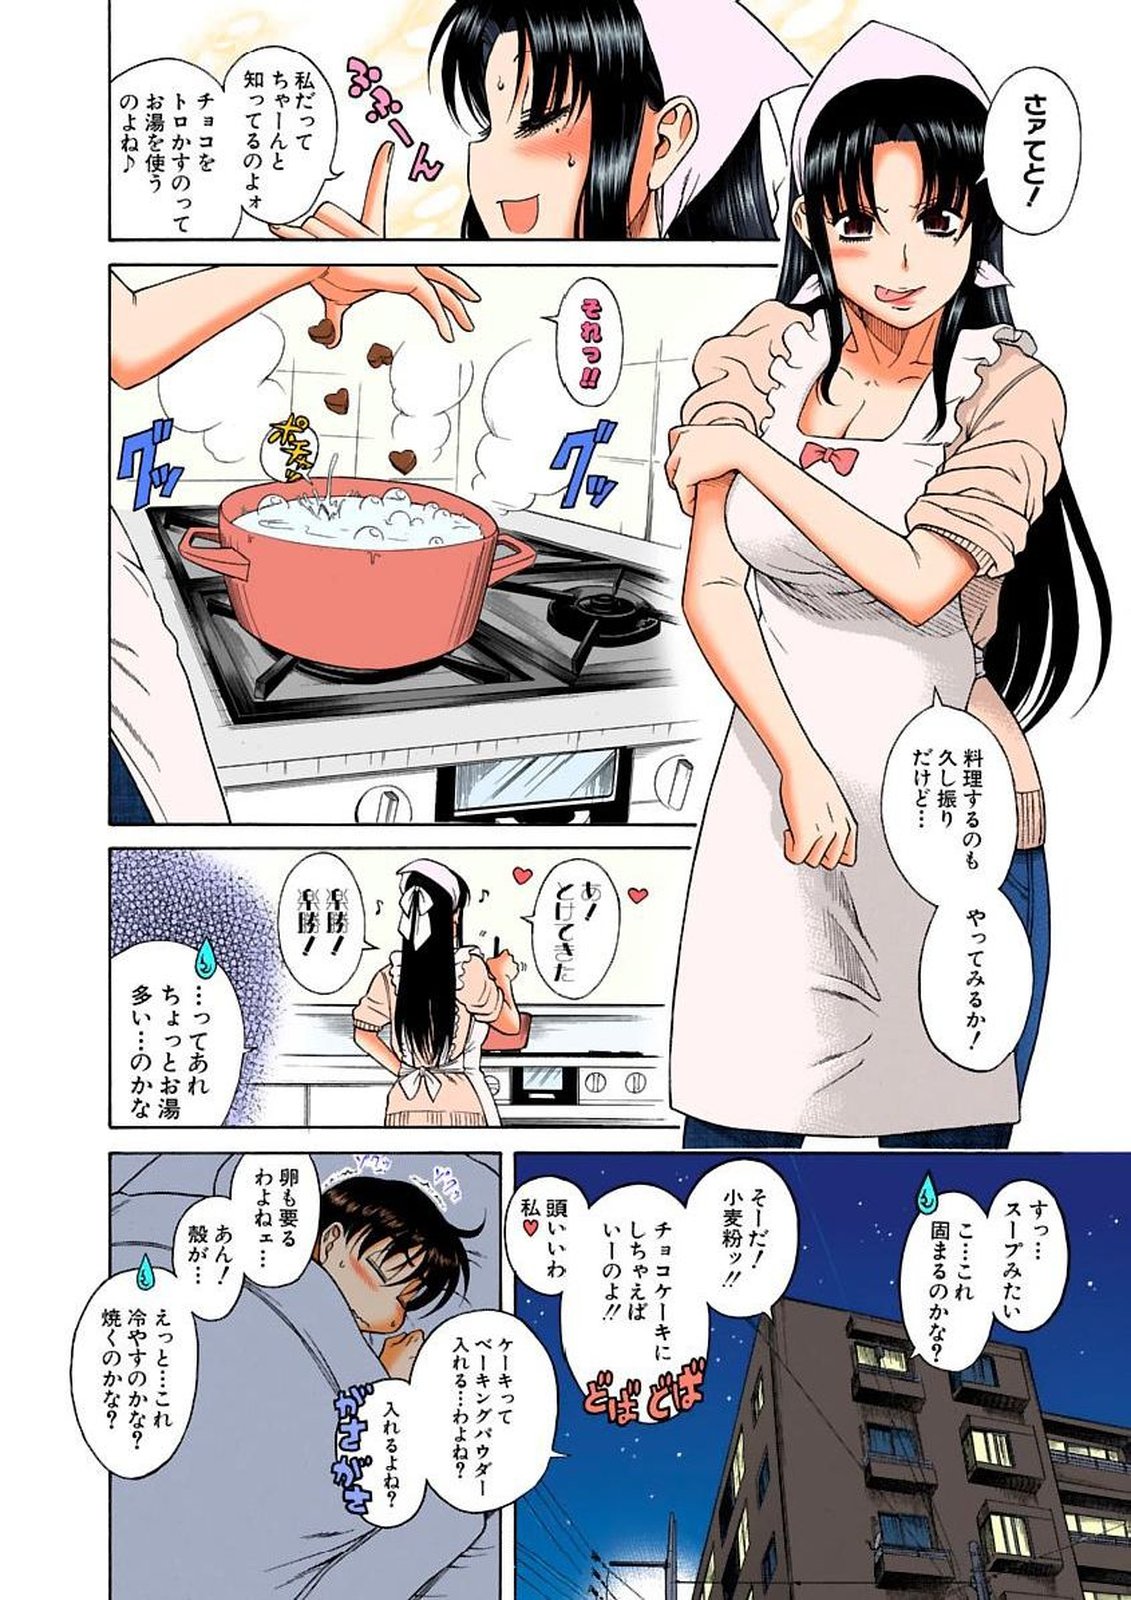 さァてと!
料理するのも
久し振り
だけど…
やってみるか!
ふふーん
私だって
ちゃーんと
知ってるのよォ
チョコを
トロかすのって
お湯を使う
のよね♪
それっ!!
グッ
ポチャッ
グッ
あ!
とけてきた
楽勝!
楽勝!
…ってあれ
ちょっとお湯
多い…のかな
すっ…
スープみたい
こ…これ
固まるのかな?
そーだ!
小麦粉ッ!!
チョコケーキに
しちゃえば
いーのよ!!
頭いいわ
私♥
どばどば
ケーキって
ベーキングパウダー
入れる…わよね?
入れるよね?
がさがさ
ゾクッ
ゾクッ
卵も要る
わよねェ…
あん!
殻が…
えっと…これ
冷やすのかな?
焼くのかな?